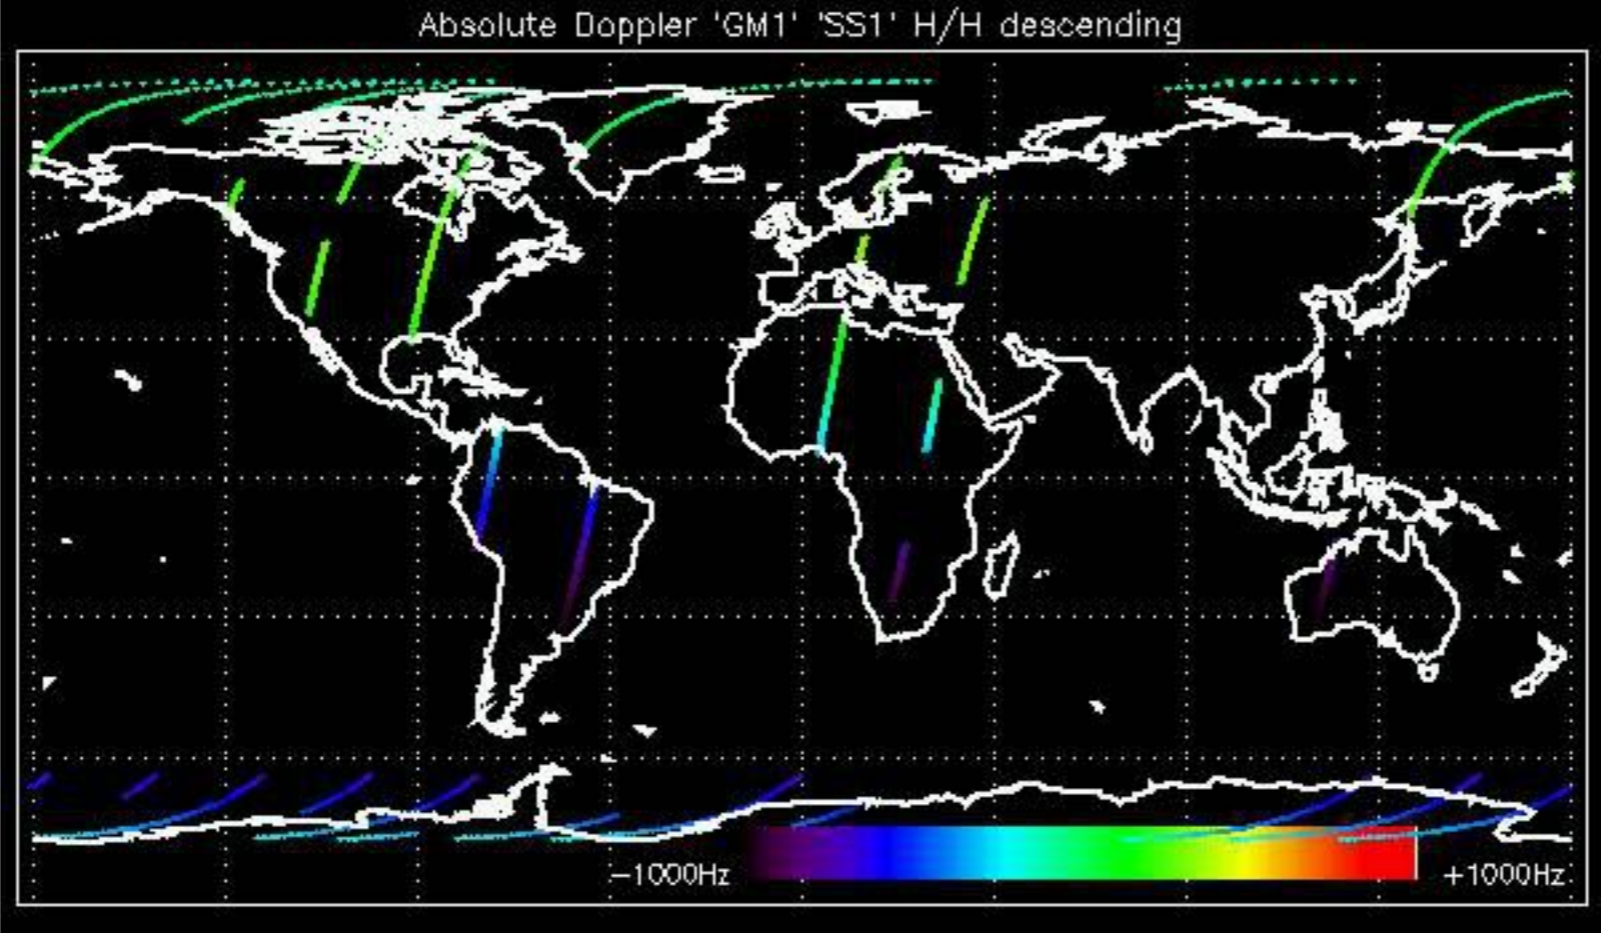 Absolute Doppler 'GM1' 'SS1' H/H descending
−1000Hz +1000Hz